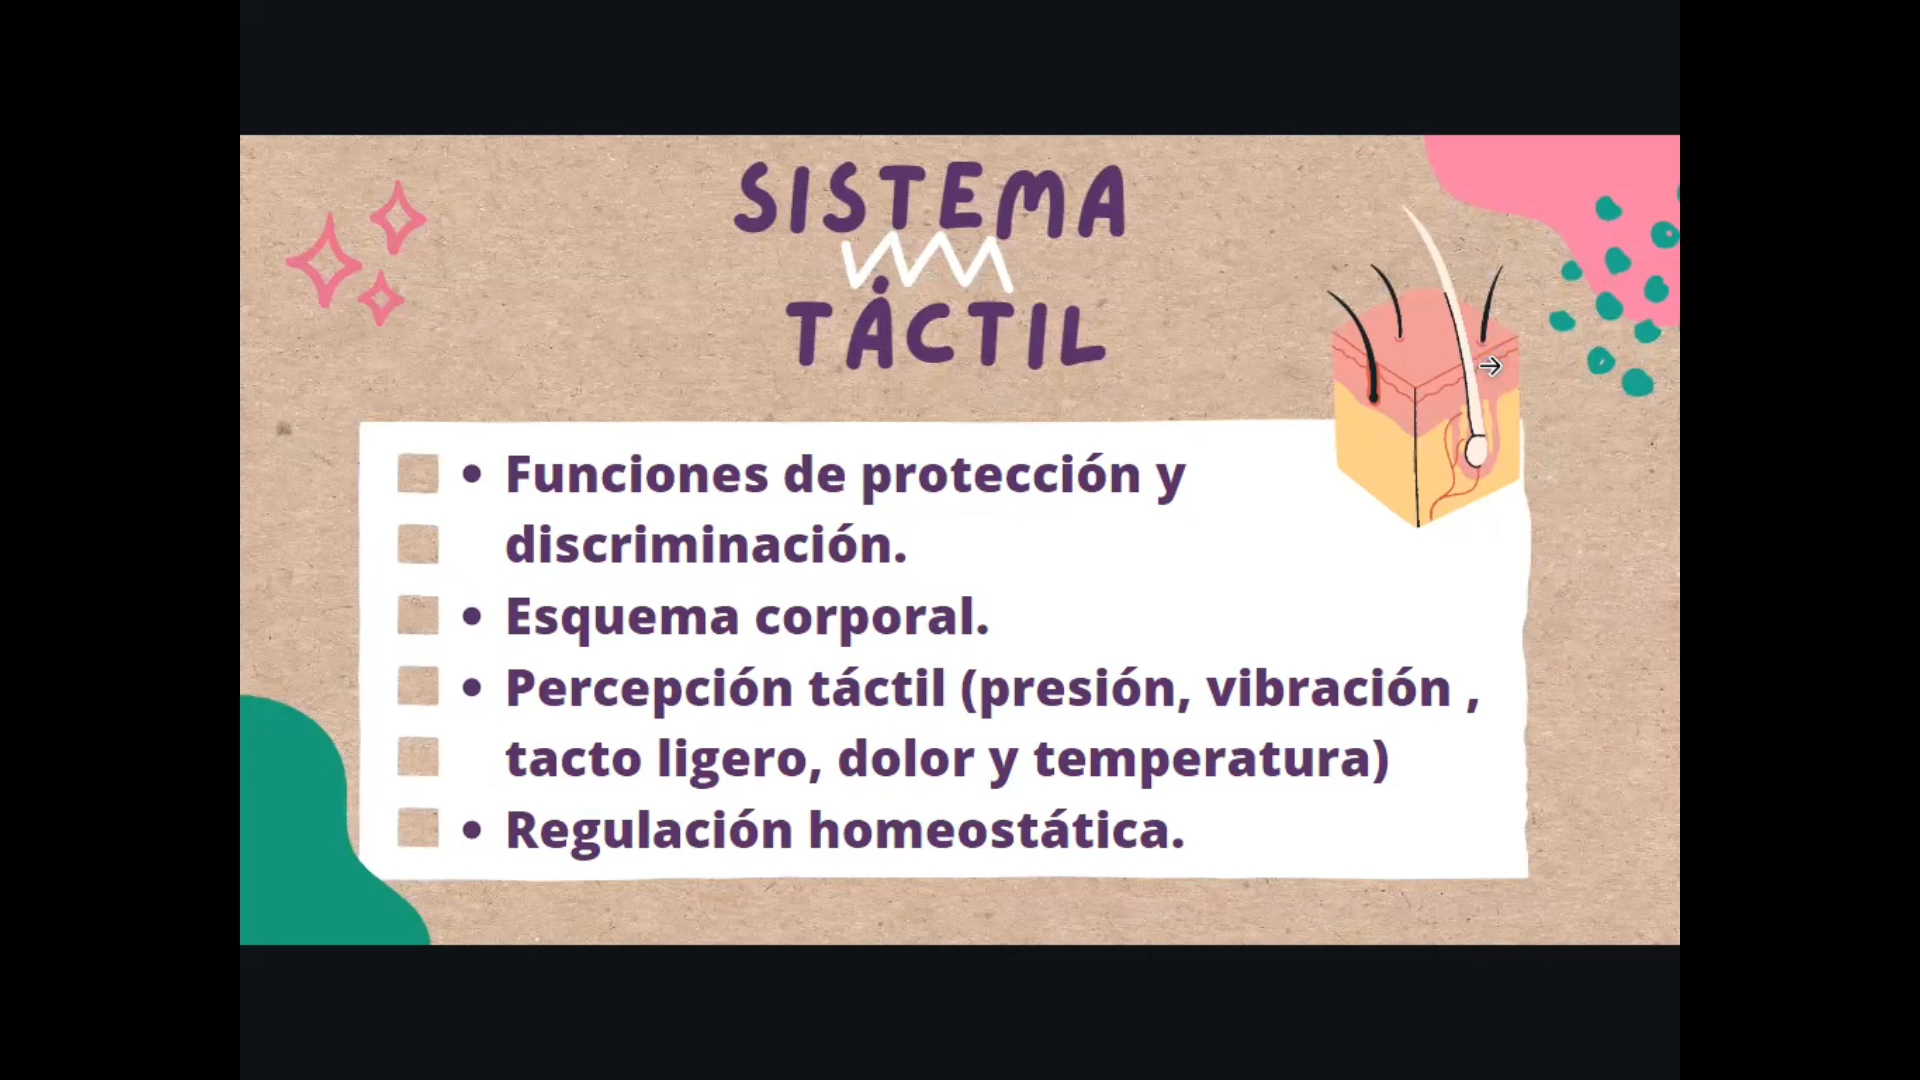 SISTEMA
TÁCTIL
• Funciones de protección y
discriminación.
• Esquema corporal.
• Percepción táctil (presión, vibración ,
tacto ligero, dolor y temperatura)
• Regulación homeostática.